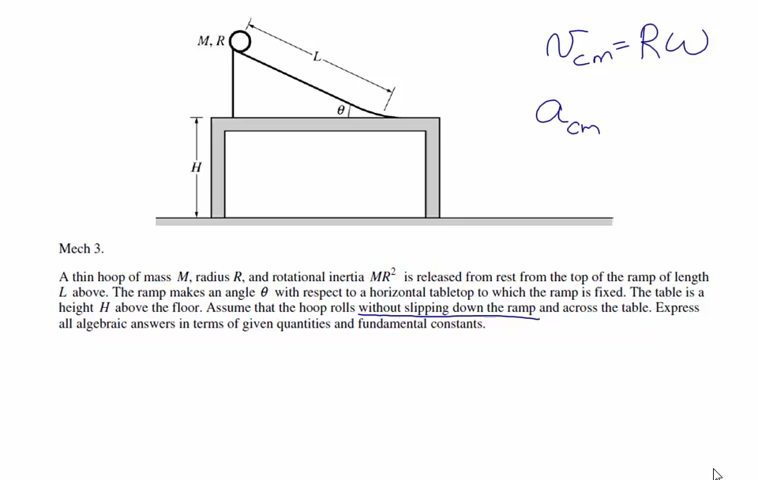 M, R
L
θ
H
v_cm = Rω
a_cm
Mech 3.
A thin hoop of mass M, radius R, and rotational inertia MR² is released from rest from the top of the ramp of length
L above. The ramp makes an angle θ with respect to a horizontal tabletop to which the ramp is fixed. The table is a
height H above the floor. Assume that the hoop rolls without slipping down the ramp and across the table. Express
all algebraic answers in terms of given quantities and fundamental constants.